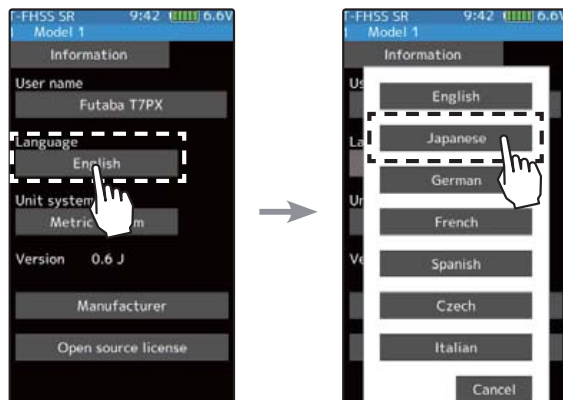 T-FHSS SR 9:42 6.6V
Model 1
Information
User name
Futaba T7PX
Language
English
Unit system
Metric
Version 0.6 J
Manufacturer
Open source license
T-FHSS SR 9:42 6.6V
Model 1
Information
English
Japanese
German
French
Spanish
Czech
Italian
Cancel